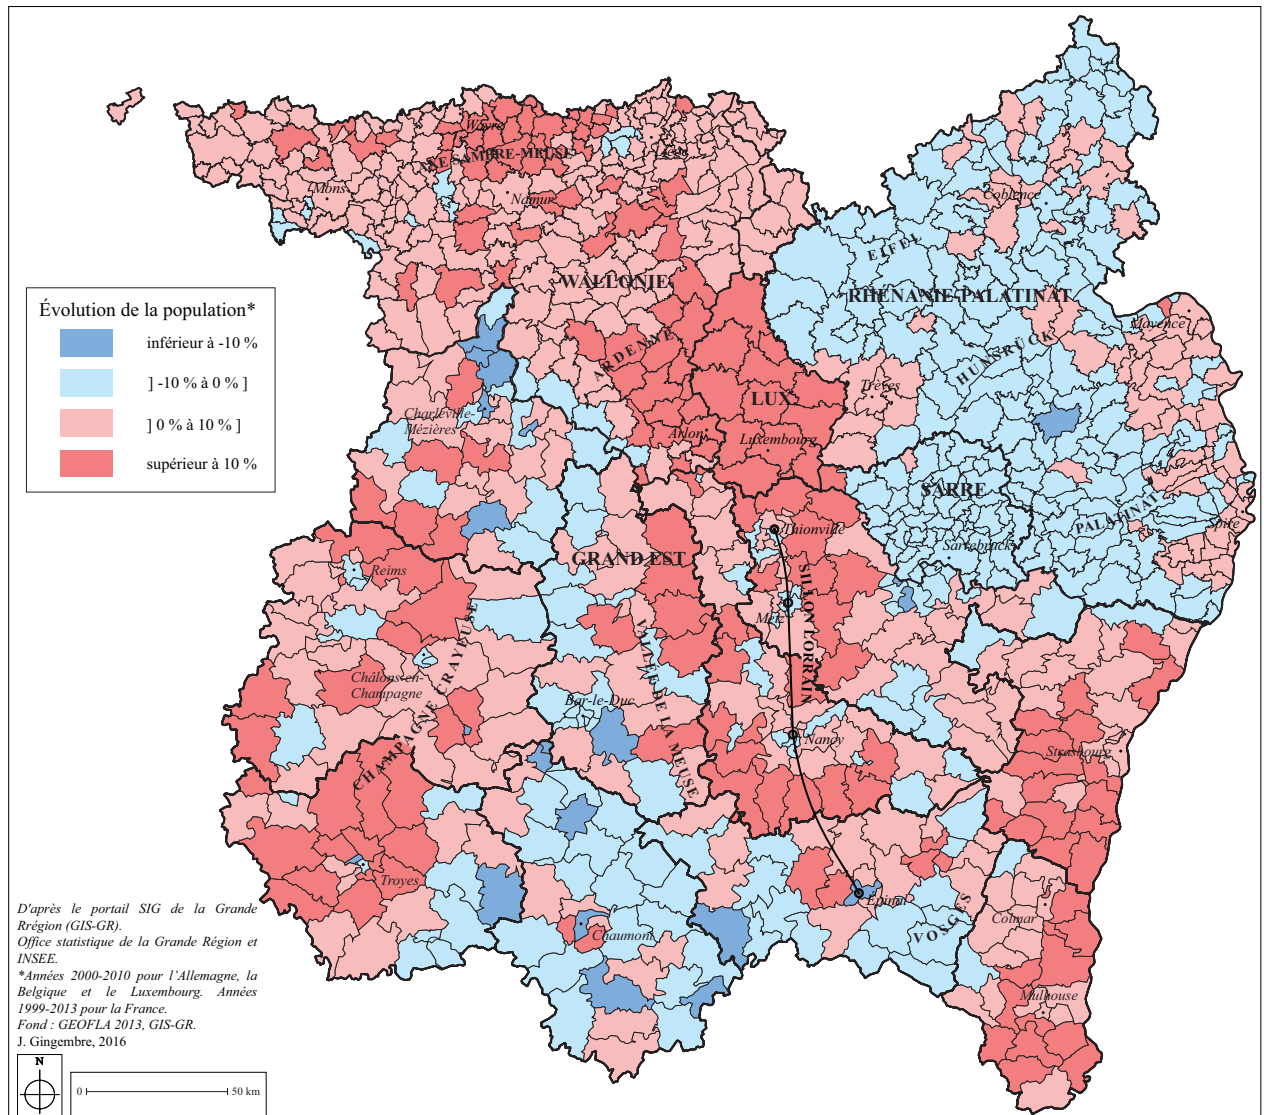 Wavre
AXE SAMBRE-MEUSE
Liège
Mons
Namur
Coblence
EIFEL
WALLONIE
RHÉNANIE-PALATINAT
Évolution de la population*
inférieur à -10 %
] -10 % à 0 % ]
] 0 % à 10 % ]
supérieur à 10 %
Mayence
ARDENNE
HUNSRÜCK
Trèves
LUX.
Charleville-
Mézières
Arlon
Luxembourg
SARRE
PALATINAT
Spire
Thionville
Sarrebruck
GRAND EST
Reims
SILLON LORRAIN
Metz
CHAMPAGNE CRAYEUSE
VALLÉE DE LA MEUSE
Châlons-en-
Champagne
Bar-le-Duc
Nancy
Strasbourg
Troyes
Épinal
VOSGES
Colmar
Chaumont
Mulhouse
D'après le portail SIG de la Grande
Rrégion (GIS-GR).
Office statistique de la Grande Région et
INSEE.
*Années 2000-2010 pour l'Allemagne, la
Belgique et le Luxembourg. Années
1999-2013 pour la France.
Fond : GEOFLA 2013, GIS-GR.
J. Gingembre, 2016
N
0 50 km